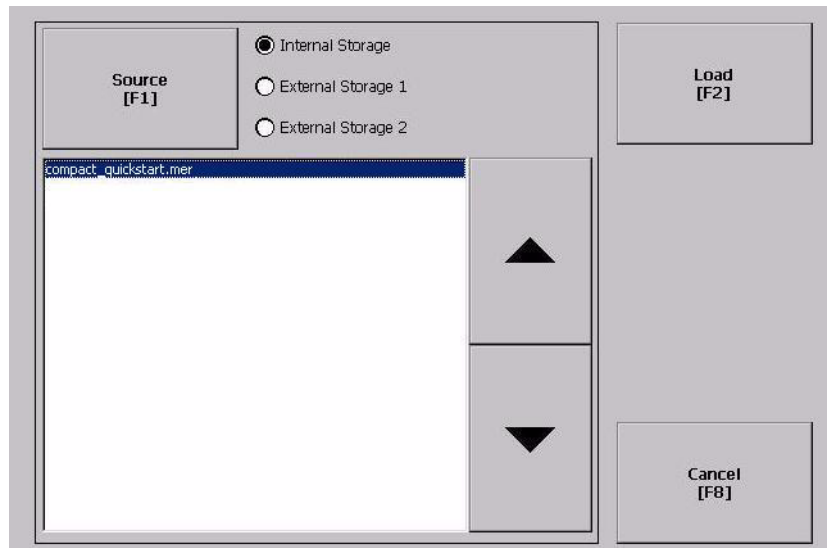 Source
[F1]
Internal Storage
External Storage 1
External Storage 2
Load
[F2]
compact_quickstart.mer
Cancel
[F8]